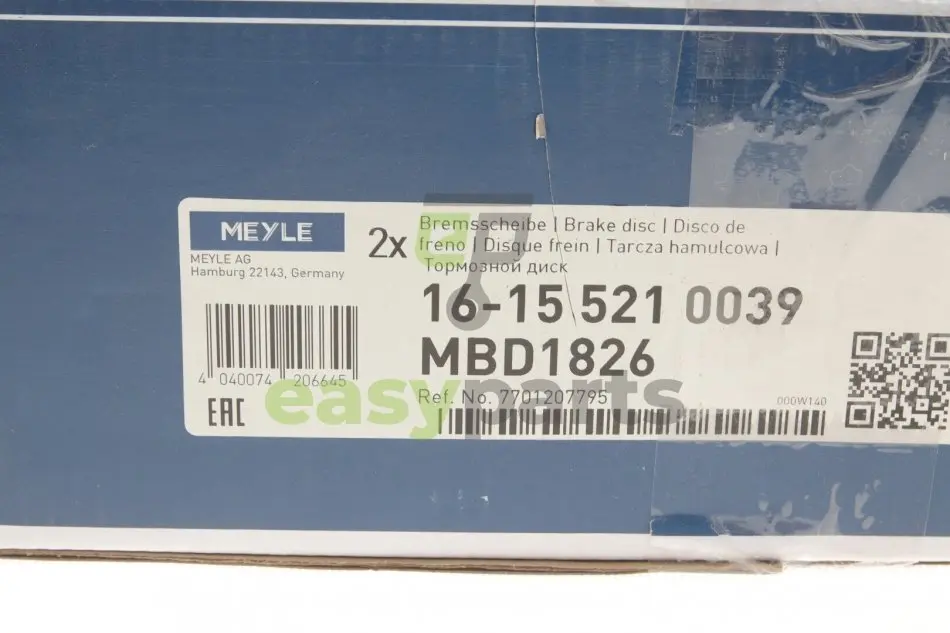 MEYLE
MEYLE AG
Hamburg 22143, Germany
2x
Bremsscheibe | Brake disc | Disco de
freno | Disque frein | Tarcza hamulcowa |
Тормозной диск
16-15 521 0039
MBD1826
4 040074 206645
EAC
Ref. No. 7701207795
000W140
easyparts